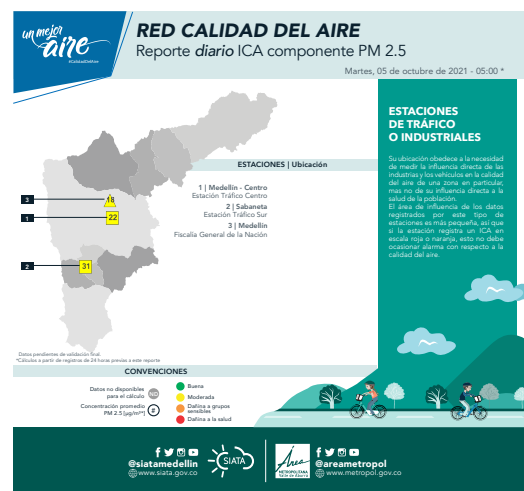 un mejor
aire
#CalidadDelAire
RED CALIDAD DEL AIRE
Reporte diario ICA componente PM 2.5
Martes, 05 de octubre de 2021 - 05:00 *
ESTACIONES | Ubicación
1 | Medellín - Centro
Estación Tráfico Centro
2 | Sabaneta
Estación Tráfico Sur
3 | Medellín
Fiscalía General de la Nación
3
18
1
22
2
31
ESTACIONES
DE TRÁFICO
O INDUSTRIALES
Su ubicación obedece a la necesidad
de medir la influencia directa de las
industrias y los vehículos en la calidad
del aire de una zona en particular,
mas no de su influencia directa a la
salud de la población.
El área de influencia de los datos
registrados por este tipo de
estaciones es más pequeña, así que
si la estación registra un ICA en
escala roja o naranja, esto no debe
ocasionar alarma con respecto a la
calidad del aire.
Datos pendientes de validación final.
*Cálculos a partir de registros de 24 horas previas a este reporte
CONVENCIONES
Datos no disponibles
para el cálculo
ND
Concentración promedio
PM 2.5 (µg/m³)
#
Buena
Moderada
Dañina a grupos
sensibles
Dañina a la salud
@siatamedellin
www.siata.gov.co
SIATA
Área
METROPOLITANA
Valle de Aburrá
@areametropol
www.metropol.gov.co